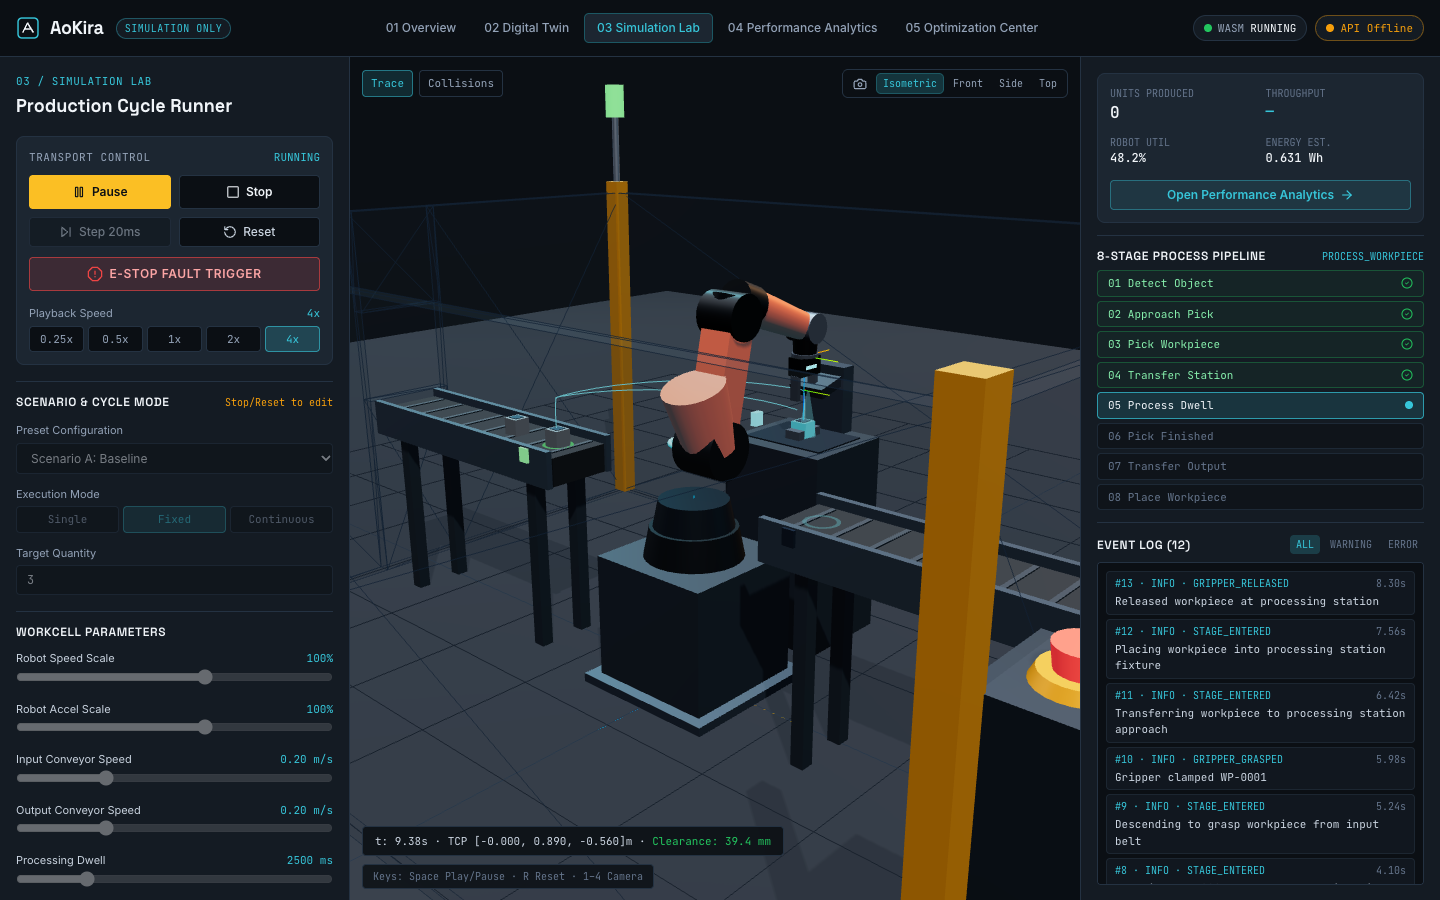 AoKira
SIMULATION ONLY
01 Overview
02 Digital Twin
03 Simulation Lab
04 Performance Analytics
05 Optimization Center
WASM RUNNING
API Offline
03 / SIMULATION LAB
Production Cycle Runner
TRANSPORT CONTROL
RUNNING
Pause
Stop
Step 20ms
Reset
E-STOP FAULT TRIGGER
Playback Speed
4x
0.25x
0.5x
1x
2x
4x
SCENARIO & CYCLE MODE
Stop/Reset to edit
Preset Configuration
Scenario A: Baseline
Execution Mode
Single
Fixed
Continuous
Target Quantity
3
WORKCELL PARAMETERS
Robot Speed Scale
100%
Robot Accel Scale
100%
Input Conveyor Speed
0.20 m/s
Output Conveyor Speed
0.20 m/s
Processing Dwell
2500 ms
Trace
Collisions
Isometric
Front
Side
Top
t: 9.38s · TCP [-0.000, 0.890, -0.560]m · Clearance: 39.4 mm
Keys: Space Play/Pause · R Reset · 1–4 Camera
UNITS PRODUCED
0
THROUGHPUT
—
ROBOT UTIL
48.2%
ENERGY EST.
0.631 Wh
Open Performance Analytics →
8-STAGE PROCESS PIPELINE
PROCESS_WORKPIECE
01 Detect Object
02 Approach Pick
03 Pick Workpiece
04 Transfer Station
05 Process Dwell
06 Pick Finished
07 Transfer Output
08 Place Workpiece
EVENT LOG (12)
ALL
WARNING
ERROR
#13 · INFO · GRIPPER_RELEASED
8.30s
Released workpiece at processing station
#12 · INFO · STAGE_ENTERED
7.56s
Placing workpiece into processing station
fixture
#11 · INFO · STAGE_ENTERED
6.42s
Transferring workpiece to processing station
approach
#10 · INFO · GRIPPER_GRASPED
5.98s
Gripper clamped WP-0001
#9 · INFO · STAGE_ENTERED
5.24s
Descending to grasp workpiece from input
belt
#8 · INFO · STAGE_ENTERED
4.10s